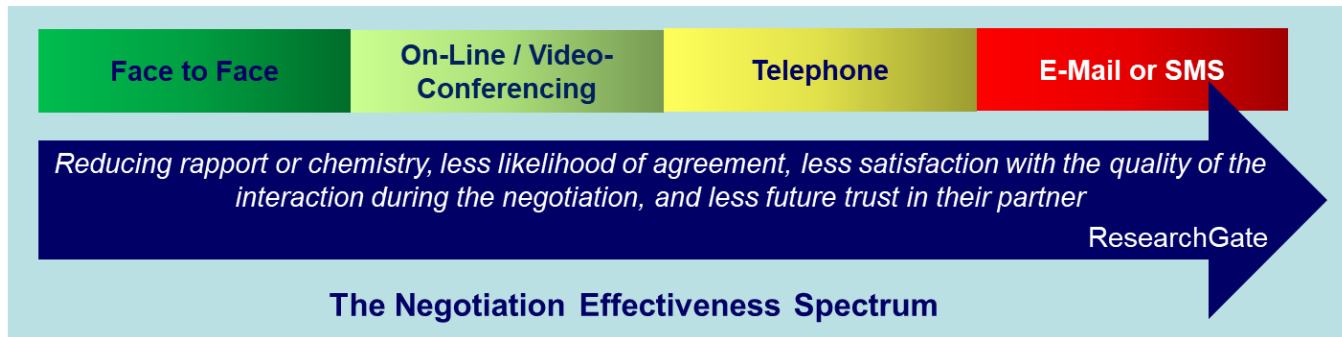 Face to Face
On-Line / Video-
Conferencing
Telephone
E-Mail or SMS
Reducing rapport or chemistry, less likelihood of agreement, less satisfaction with the quality of the
interaction during the negotiation, and less future trust in their partner
ResearchGate
The Negotiation Effectiveness Spectrum